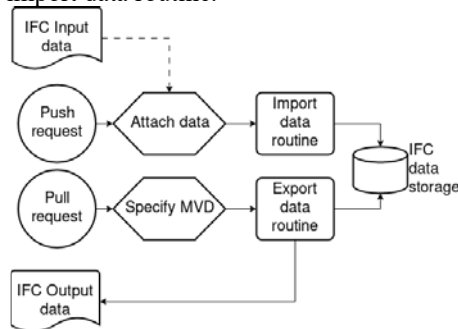 import data routine.
IFC Input
data
Push
request
Attach data
Import
data
routine
IFC
data
storage
Pull
request
Specify MVD
Export
data
routine
IFC Output
data